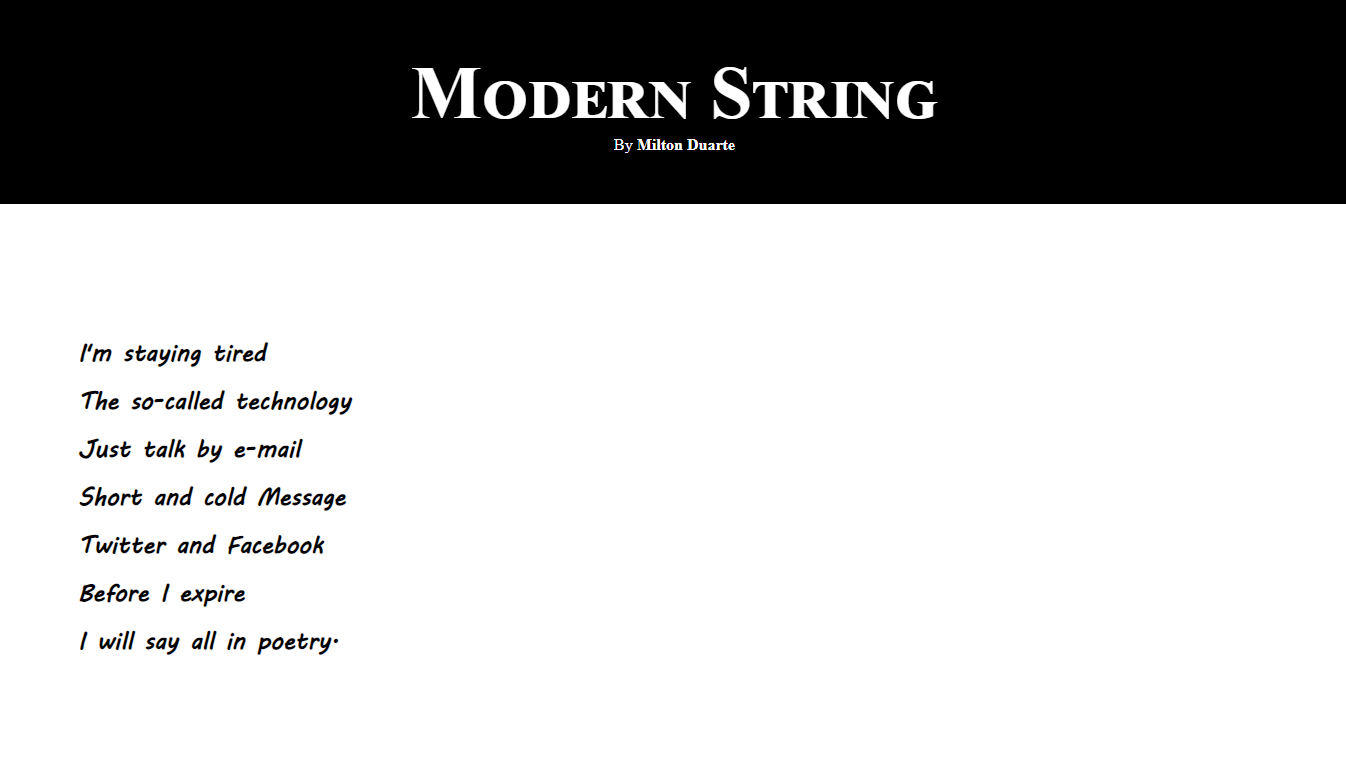 Modern String
By Milton Duarte
I'm staying tired
The so-called technology
Just talk by e-mail
Short and cold Message
Twitter and Facebook
Before I expire
I will say all in poetry.